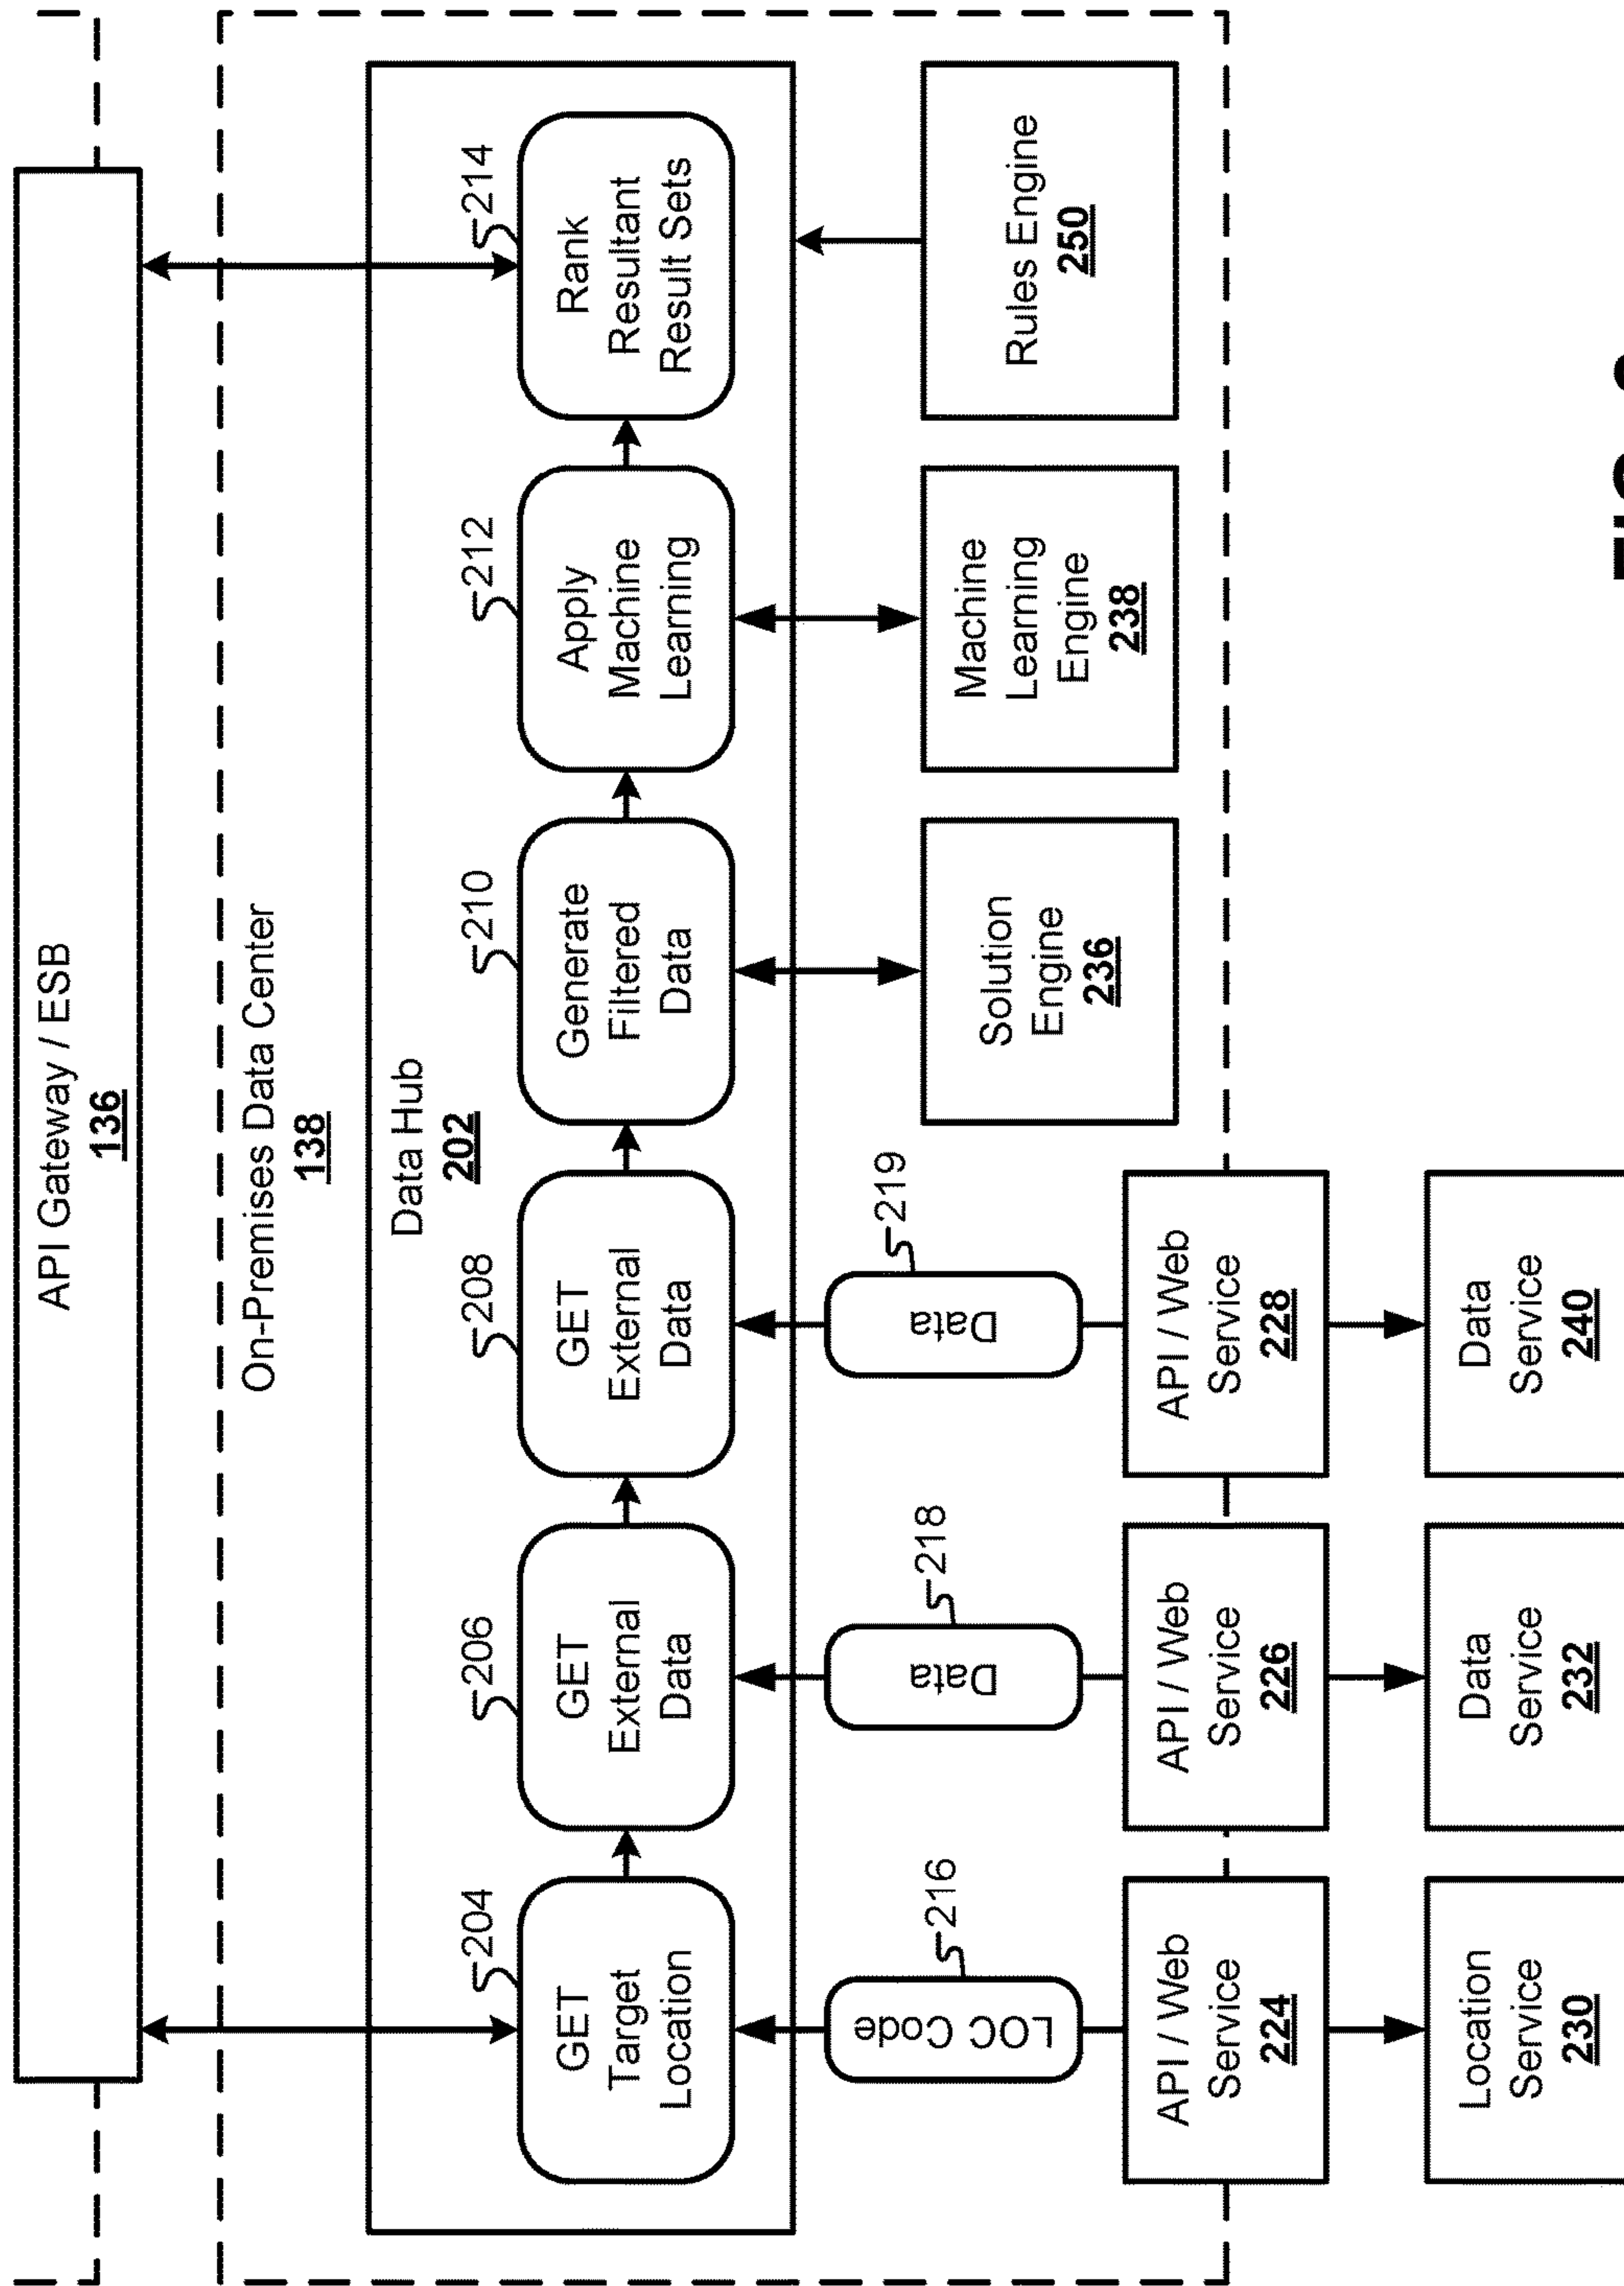 API Gateway / ESB
136
On-Premises Data Center
138
Data Hub
202
204
GET
Target
Location
206
GET
External
Data
208
GET
External
Data
210
Generate
Filtered
Data
212
Apply
Machine
Learning
214
Rank
Resultant
Result Sets
LOC Code
216
Data
218
Data
219
API / Web
Service
224
API / Web
Service
226
API / Web
Service
228
Solution
Engine
236
Machine
Learning
Engine
238
Rules Engine
250
Location
Service
230
Data
Service
232
Data
Service
240